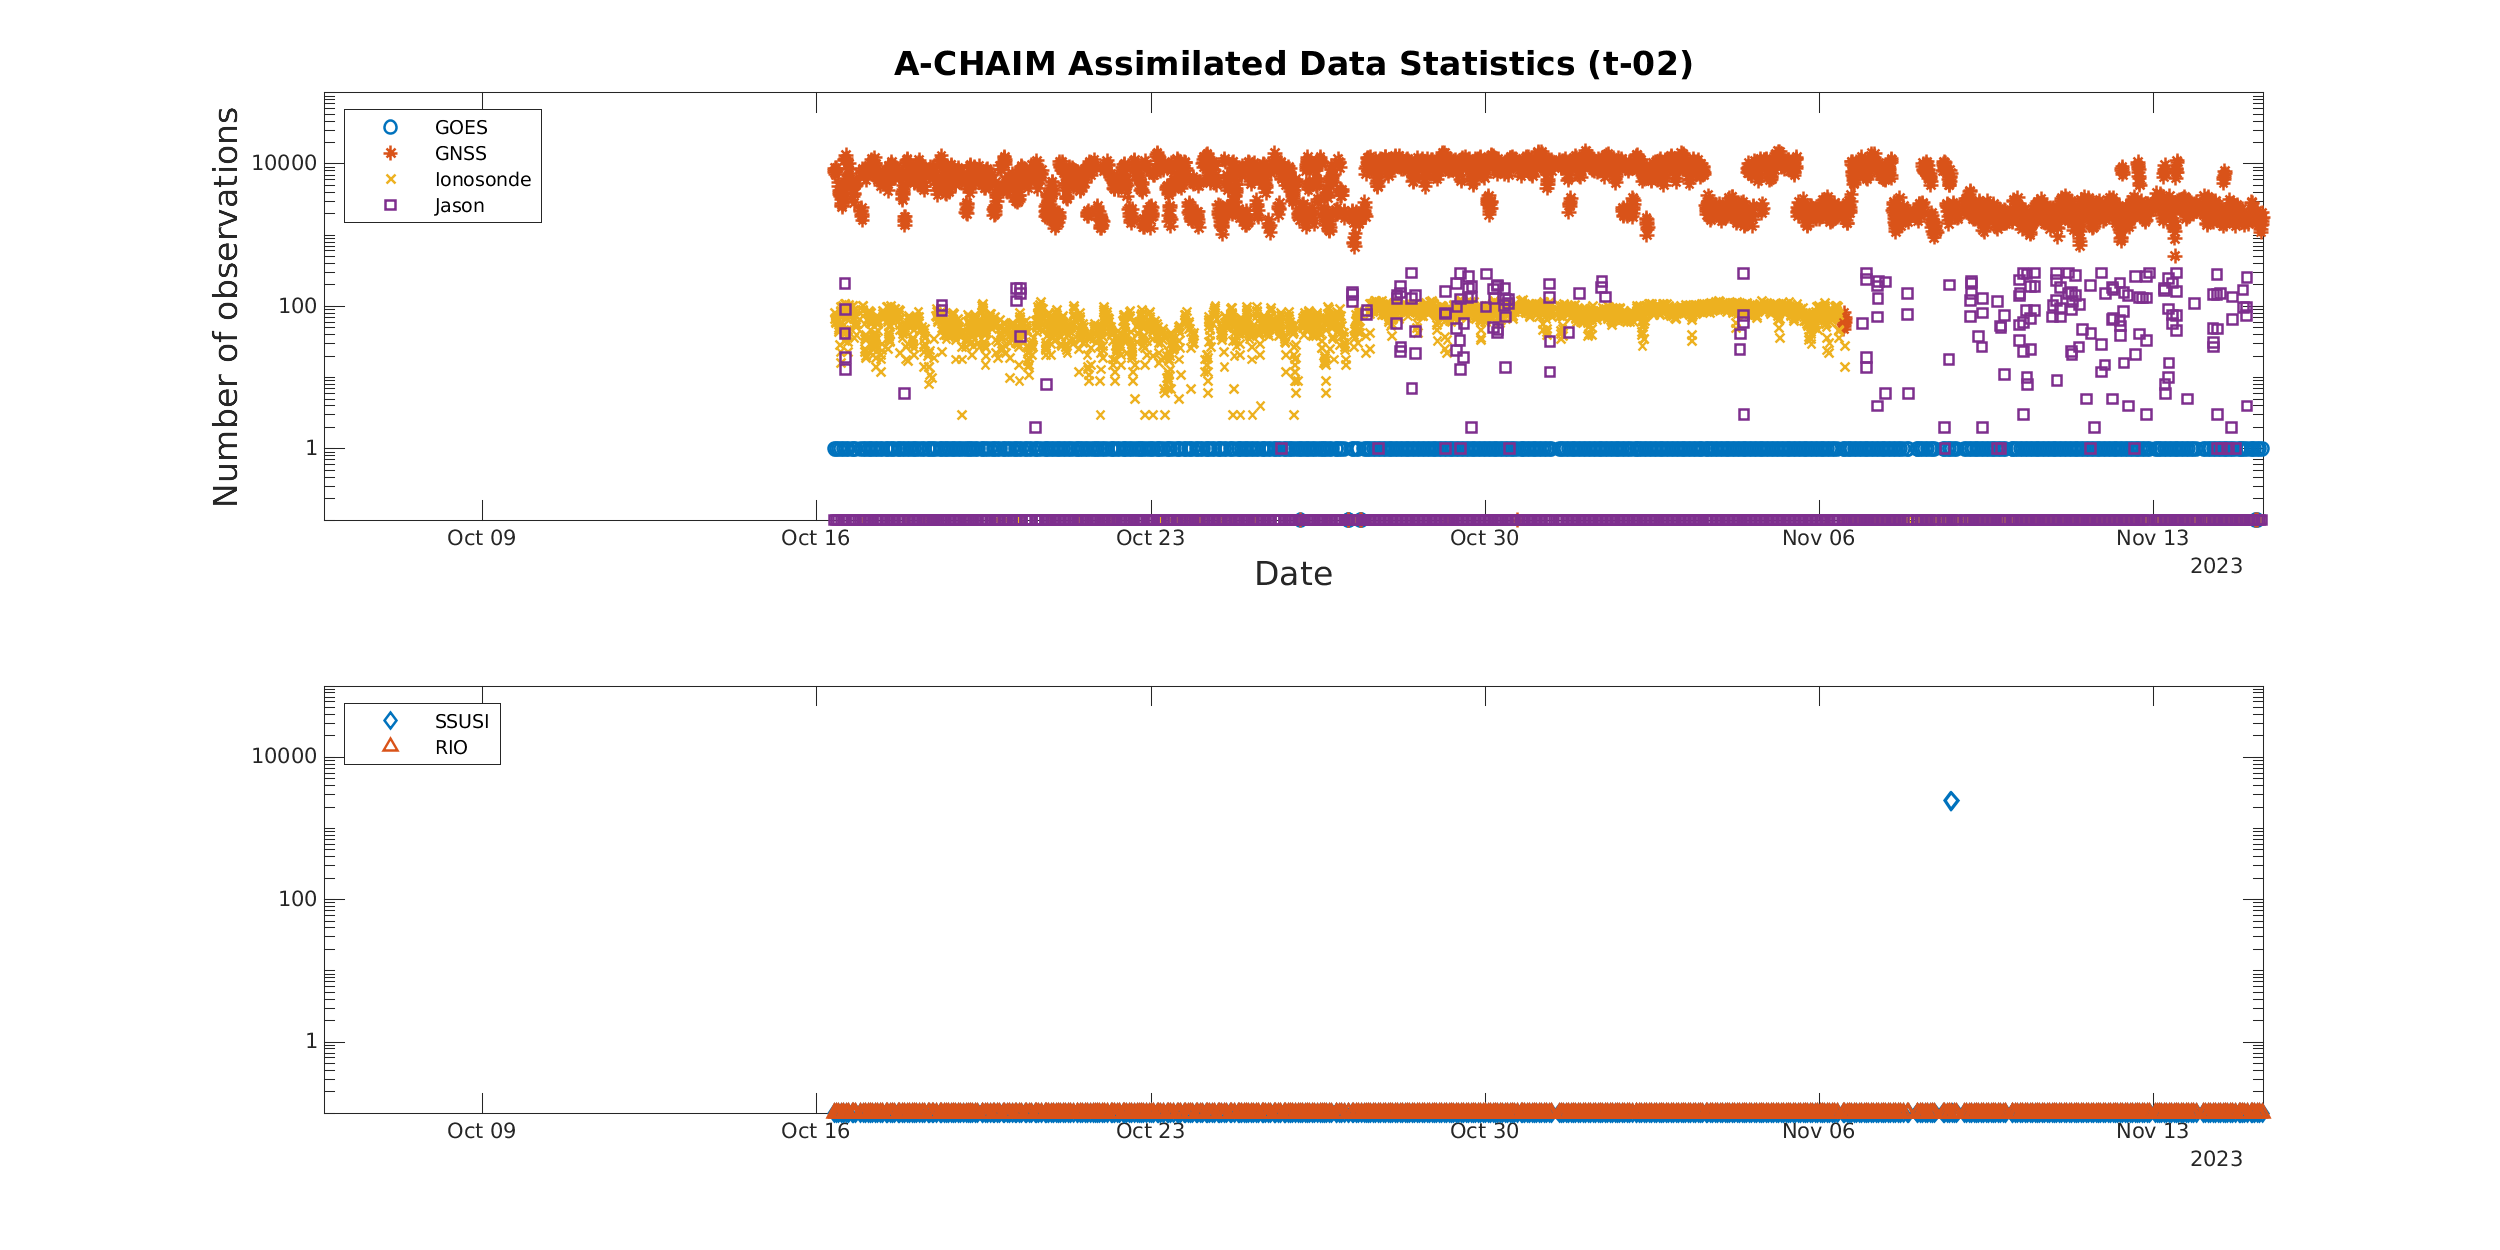 A-CHAIM Assimilated Data Statistics (t-02)
Number of observations
10000
100
1
GOES
GNSS
Ionosonde
Jason
Oct 09
Oct 16
Oct 23
Oct 30
Nov 06
Nov 13
2023
Date
10000
100
1
SSUSI
RIO
Oct 09
Oct 16
Oct 23
Oct 30
Nov 06
Nov 13
2023